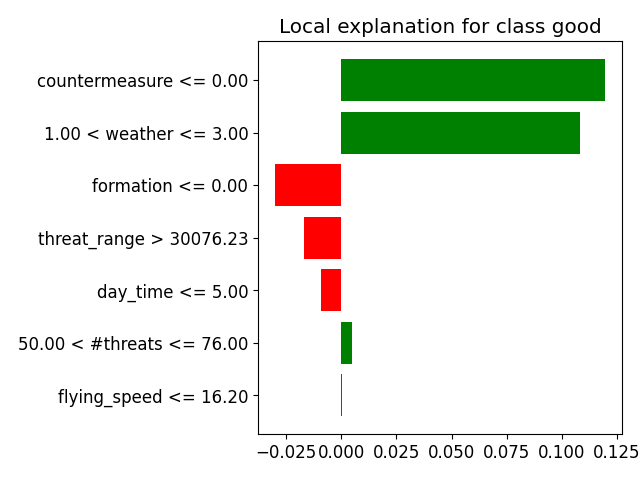 Local explanation for class good
countermeasure <= 0.00
1.00 < weather <= 3.00
formation <= 0.00
threat_range > 30076.23
day_time <= 5.00
50.00 < #threats <= 76.00
flying_speed <= 16.20
−0.025 0.000 0.025 0.050 0.075 0.100 0.125